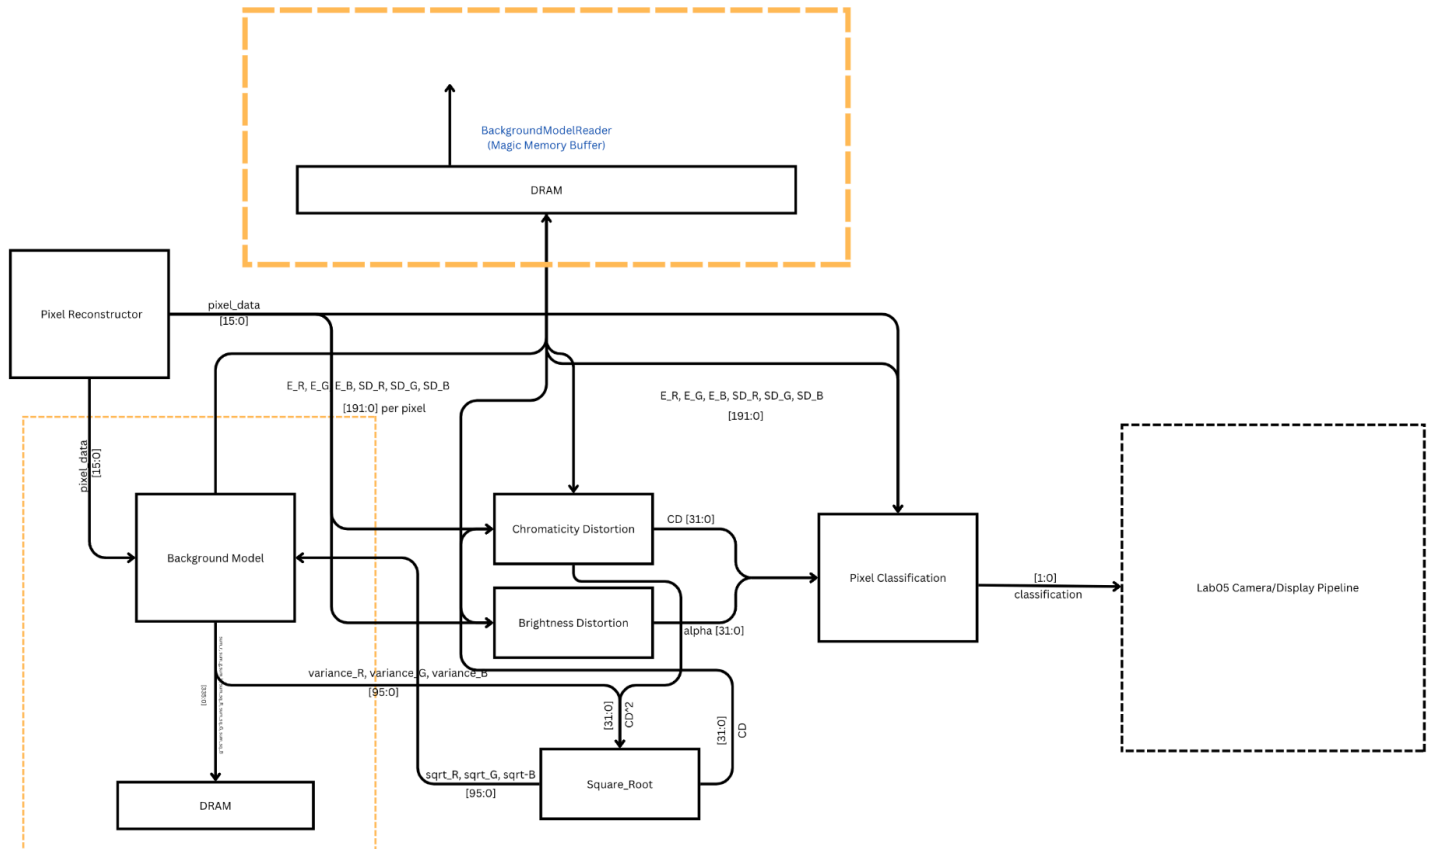 BackgroundModelReader
(Magic Memory Buffer)
DRAM
Pixel Reconstructor
pixel_data
[15:0]
E_R, E_G, E_B, SD_R, SD_G, SD_B
[191:0] per pixel
E_R, E_G, E_B, SD_R, SD_G, SD_B
[191:0]
pixel_data
[15:0]
Background Model
Chromaticity Distortion
CD [31:0]
Pixel Classification
[1:0]
classification
Lab05 Camera/Display Pipeline
Brightness Distortion
alpha [31:0]
variance_R, variance_G, variance_B
[95:0]
[31:0]
CD^2
[31:0]
CD
sqrt_R, sqrt_G, sqrt-B
[95:0]
Square_Root
DRAM